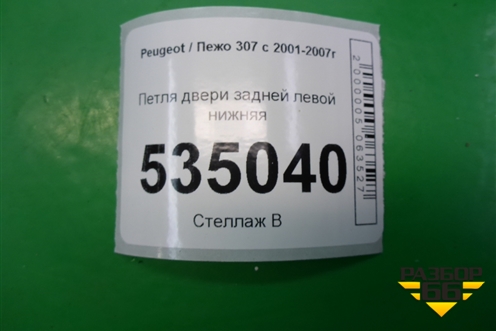 Peugeot / Пежо 307 с 2001-2007г
Петля двери задней левой
нижняя
535040
Стеллаж В
2000005063527
РАЗБОР
66